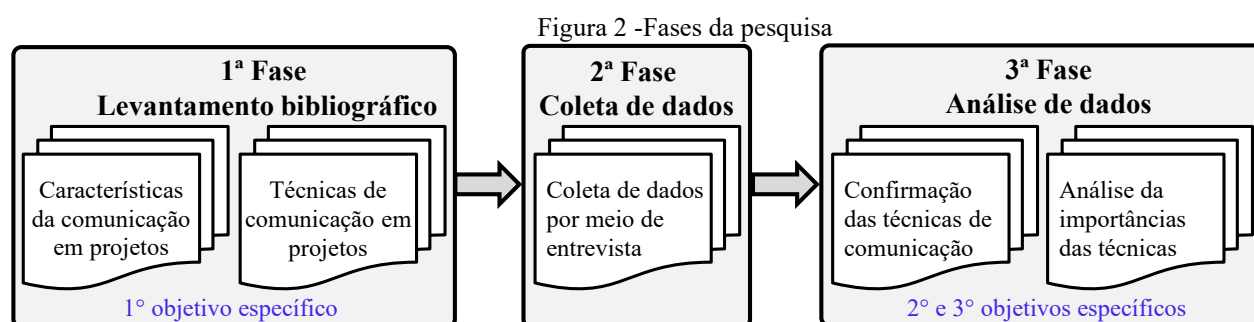 Figura 2 -Fases da pesquisa
1ª Fase
Levantamento bibliográfico
Características
da comunicação
em projetos
Técnicas de
comunicação em
projetos
1° objetivo específico
2ª Fase
Coleta de dados
Coleta de dados
por meio de
entrevista
3ª Fase
Análise de dados
Confirmação
das técnicas de
comunicação
Análise da
importâncias
das técnicas
2° e 3° objetivos específicos